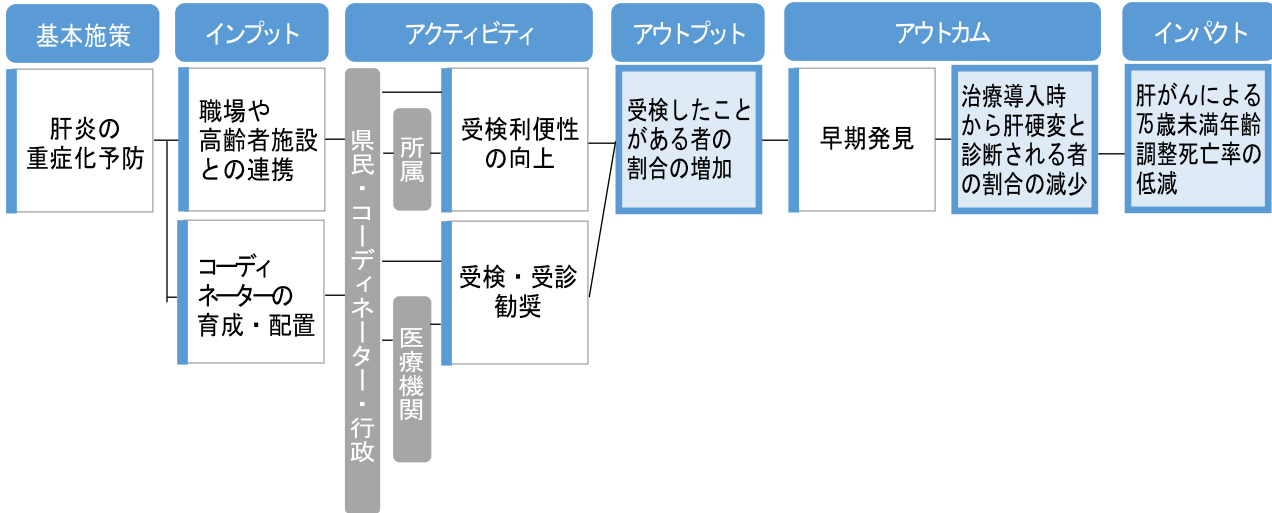 基本施策
インプット
アクティビティ
アウトプット
アウトカム
インパクト
肝炎の
重症化予防
職場や
高齢者施設
との連携
コーディ
ネーターの
育成・配置
県民・コーディネーター・行政
所属
医療機関
受検利便性
の向上
受検・受診
勧奨
受検したこと
がある者の
割合の増加
早期発見
治療導入時
から肝硬変と
診断される者
の割合の減少
肝がんによる
75歳未満年齢
調整死亡率の
低減